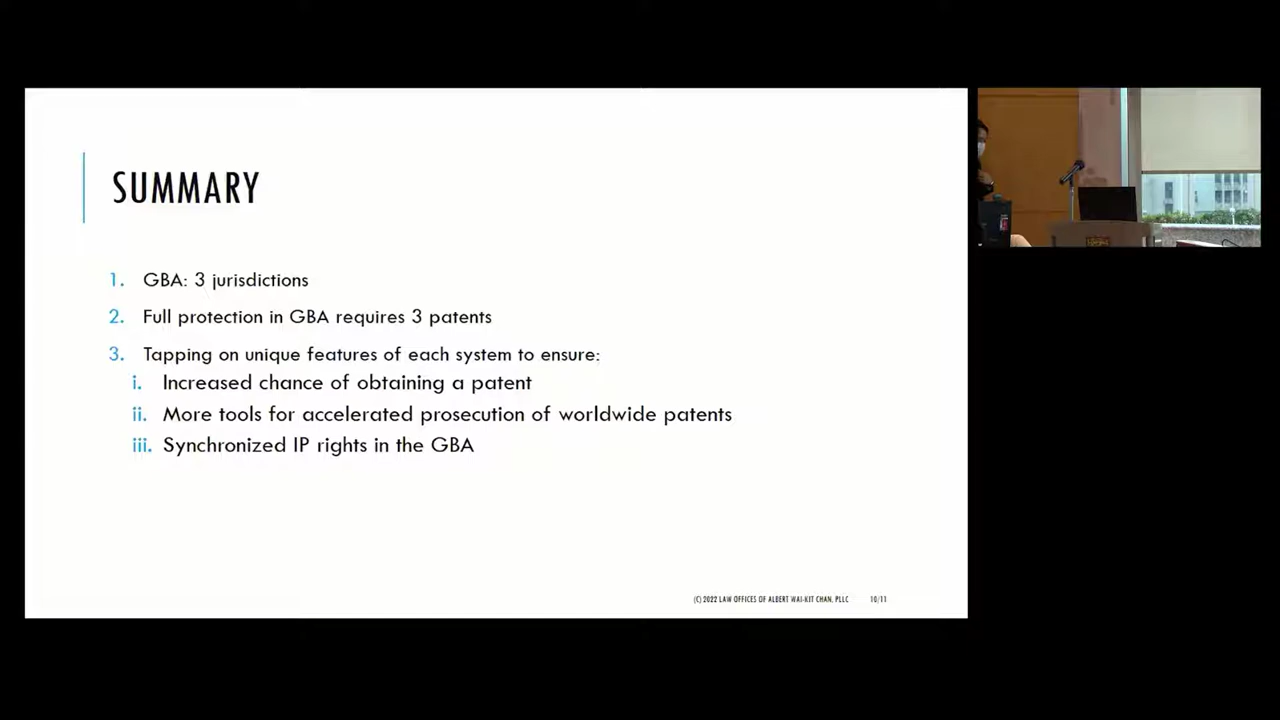 SUMMARY
1. GBA: 3 jurisdictions
2. Full protection in GBA requires 3 patents
3. Tapping on unique features of each system to ensure:
i. Increased chance of obtaining a patent
ii. More tools for accelerated prosecution of worldwide patents
iii. Synchronized IP rights in the GBA
(C) 2022 LAW OFFICES OF ALBERT WAI-KIT CHAN, PLLC 10/11